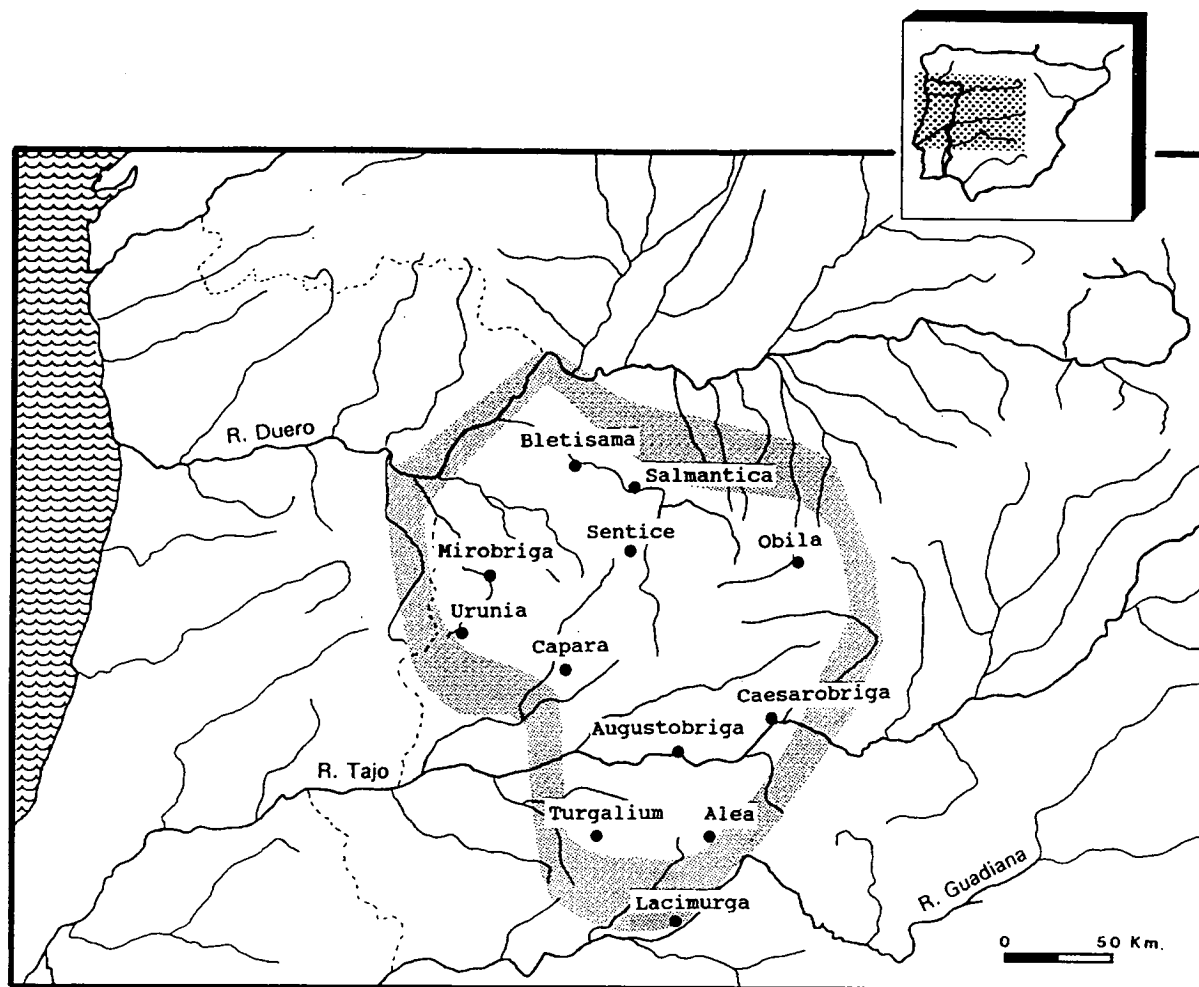 R. Duero
Bletisama
Salmantica
Sentice
Obila
Mirobriga
Urunia
Capara
Caesarobriga
Augustobriga
R. Tajo
Turgalium
Alea
Lacimurga
R. Guadiana
0 50 Km.